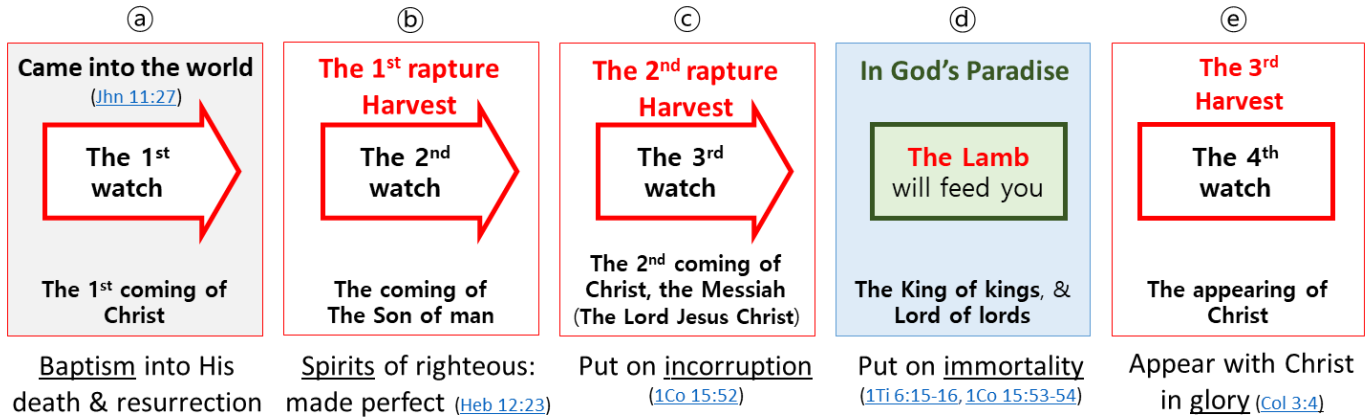 ⓐ
Came into the world
(Jhn 11:27)
The 1st
watch
The 1st coming of
Christ
Baptism into His
death & resurrection
ⓑ
The 1st rapture
Harvest
The 2nd
watch
The coming of
The Son of man
Spirits of righteous:
made perfect (Heb 12:23)
ⓒ
The 2nd rapture
Harvest
The 3rd
watch
The 2nd coming of
Christ, the Messiah
(The Lord Jesus Christ)
Put on incorruption
(1Co 15:52)
ⓓ
In God's Paradise
The Lamb
will feed you
The King of kings, &
Lord of lords
Put on immortality
(1Ti 6:15-16, 1Co 15:53-54)
ⓔ
The 3rd
Harvest
The 4th
watch
The appearing of
Christ
Appear with Christ
in glory (Col 3:4)